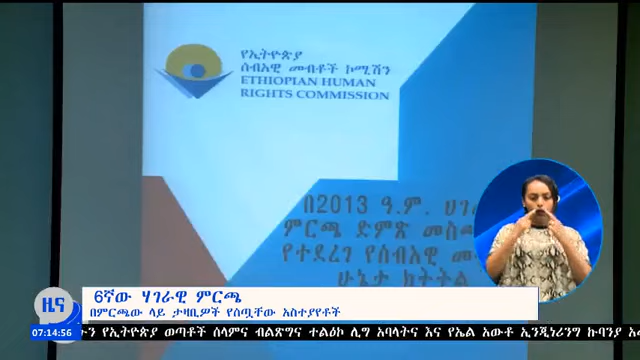 የኢትዮጵያ
ሰብአዊ መብቶች ኮሚሽን
ETHIOPIAN HUMAN
RIGHTS COMMISSION
በ2013 ዓ.ም.
ምርጫ ድምጽ
የተደረገ የሰብአዊ
ሁኔታ ክትትል
6ኛው ሃገራዊ ምርጫ
በምርጫው ላይ ታዛቢዎች የሰጧቸው አስተያየቶች
ዜና
07:14:56
የኢትዮጵያ ወጣቶች ሰላምና ብልጽግና ተልዕኮ ሊግ አባላትና እና የኤል አውቶ ኢንጂነሪንግ ኩባንያ